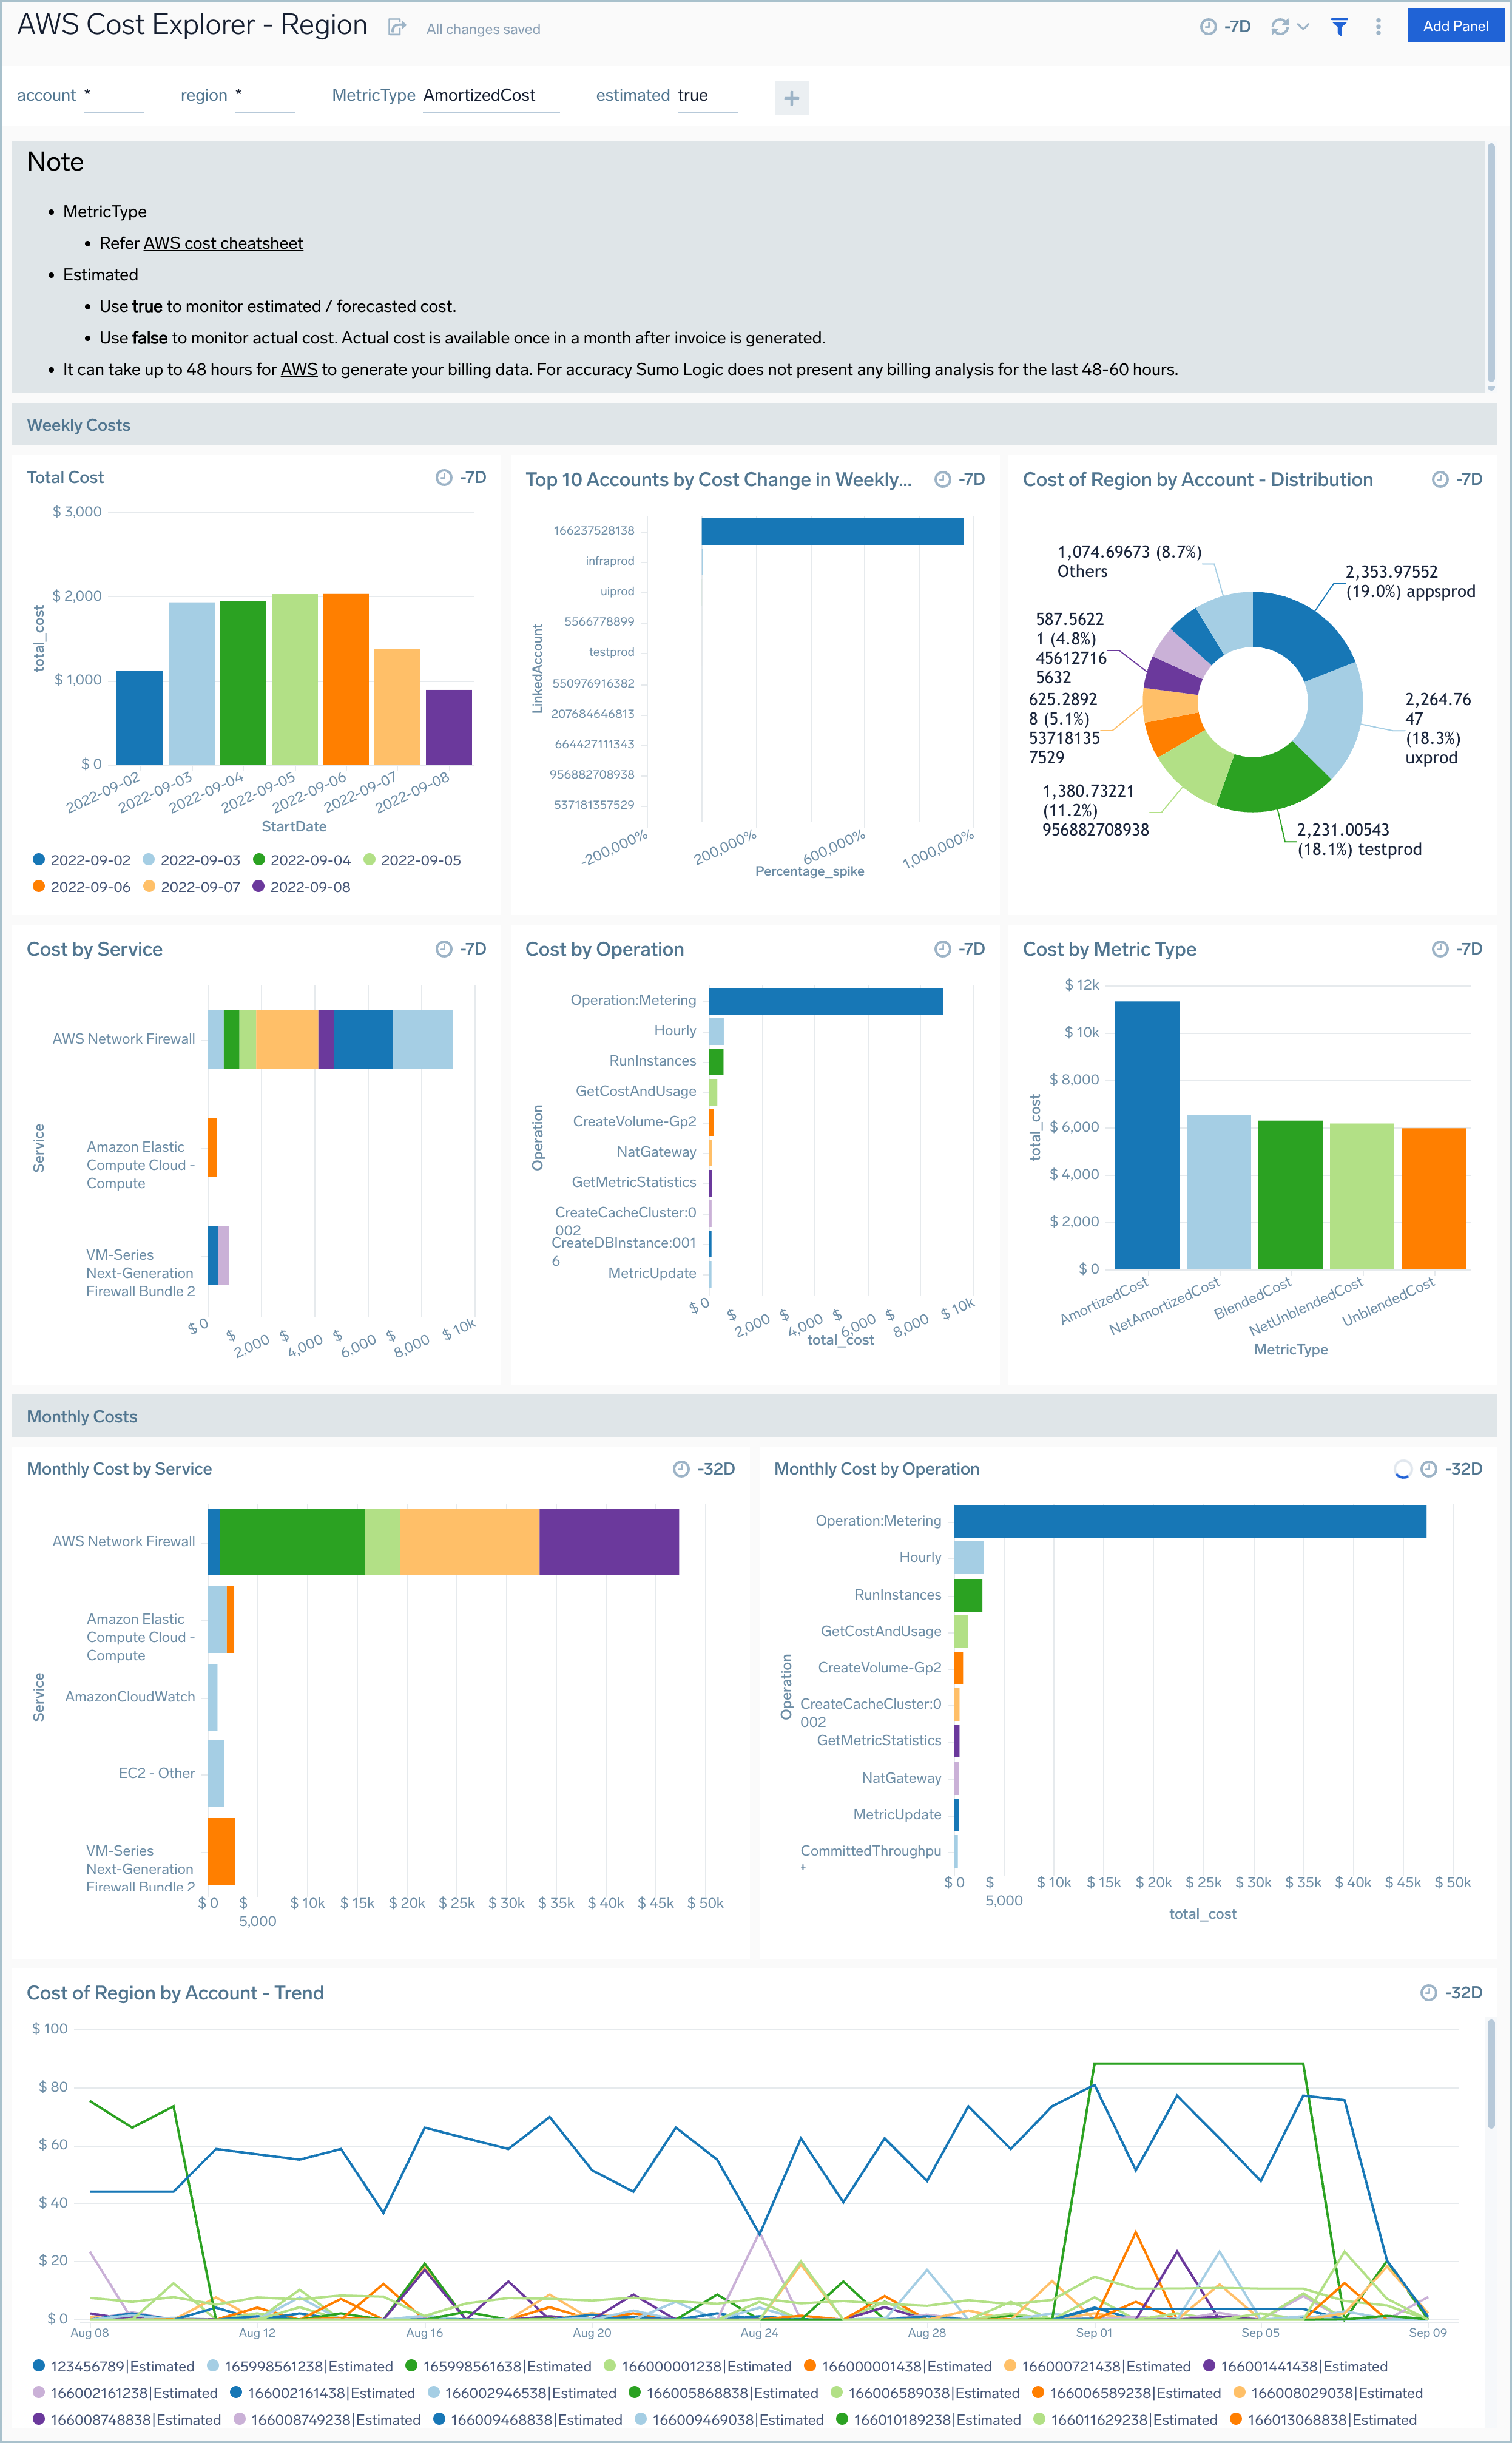 AWS Cost Explorer - Region
All changes saved
-7D
Add Panel
account *
region *
MetricType AmortizedCost
estimated true
+
Note
• MetricType
• Refer AWS cost cheatsheet
• Estimated
• Use true to monitor estimated / forecasted cost.
• Use false to monitor actual cost. Actual cost is available once in a month after invoice is generated.
• It can take up to 48 hours for AWS to generate your billing data. For accuracy Sumo Logic does not present any billing analysis for the last 48-60 hours.
Weekly Costs
Total Cost
-7D
$ 3,000
$ 2,000
$ 1,000
$ 0
total_cost
2022-09-02
2022-09-03
2022-09-04
2022-09-05
2022-09-06
2022-09-07
2022-09-08
StartDate
2022-09-02 2022-09-03 2022-09-04 2022-09-05
2022-09-06 2022-09-07 2022-09-08
Top 10 Accounts by Cost Change in Weekly...
-7D
LinkedAccount
166237528138
infraprod
uiprod
5566778899
testprod
550976916382
207684646813
664427111343
956882708938
537181357529
-200,000%
200,000%
600,000%
1,000,000%
Percentage_spike
Cost of Region by Account - Distribution
-7D
1,074.69673 (8.7%)
Others
2,353.97552
(19.0%) appsprod
587.5622
1 (4.8%)
45612716
5632
625.2892
8 (5.1%)
53718135
7529
2,264.76
47
(18.3%)
uxprod
1,380.73221
(11.2%)
956882708938
2,231.00543
(18.1%) testprod
Cost by Service
-7D
Service
AWS Network Firewall
Amazon Elastic
Compute Cloud -
Compute
VM-Series
Next-Generation
Firewall Bundle 2
$ 0
$
2,000
$
4,000
$
6,000
$
8,000
$ 10k
Cost by Operation
-7D
Operation
Operation:Metering
Hourly
RunInstances
GetCostAndUsage
CreateVolume-Gp2
NatGateway
GetMetricStatistics
CreateCacheCluster:0
002
CreateDBInstance:001
6
MetricUpdate
$ 0
$
2,000
$
4,000
$
6,000
$
8,000
$ 10k
total_cost
Cost by Metric Type
-7D
$ 12k
$ 10k
$ 8,000
$ 6,000
$ 4,000
$ 2,000
$ 0
total_cost
AmortizedCost
NetAmortizedCost
BlendedCost
NetUnblendedCost
UnblendedCost
MetricType
Monthly Costs
Monthly Cost by Service
-32D
Service
AWS Network Firewall
Amazon Elastic
Compute Cloud -
Compute
AmazonCloudWatch
EC2 - Other
VM-Series
Next-Generation
Firewall Bundle 2
$ 0 $ $ 10k $ 15k $ 20k $ 25k $ 30k $ 35k $ 40k $ 45k $ 50k
5,000
Monthly Cost by Operation
-32D
Operation
Operation:Metering
Hourly
RunInstances
GetCostAndUsage
CreateVolume-Gp2
CreateCacheCluster:0
002
GetMetricStatistics
NatGateway
MetricUpdate
CommittedThroughpu
t
$ 0 $ $ 10k $ 15k $ 20k $ 25k $ 30k $ 35k $ 40k $ 45k $ 50k
5,000
total_cost
Cost of Region by Account - Trend
-32D
$ 100
$ 80
$ 60
$ 40
$ 20
$ 0
Aug 08 Aug 12 Aug 16 Aug 20 Aug 24 Aug 28 Sep 01 Sep 05 Sep 09
123456789|Estimated 165998561238|Estimated 165998561638|Estimated 166000001238|Estimated 166000001438|Estimated 166000721438|Estimated 166001441438|Estimated
166002161238|Estimated 166002161438|Estimated 166002946538|Estimated 166005868838|Estimated 166006589038|Estimated 166006589238|Estimated 166008029038|Estimated
166008748838|Estimated 166008749238|Estimated 166009468838|Estimated 166009469038|Estimated 166010189238|Estimated 166011629238|Estimated 166013068838|Estimated